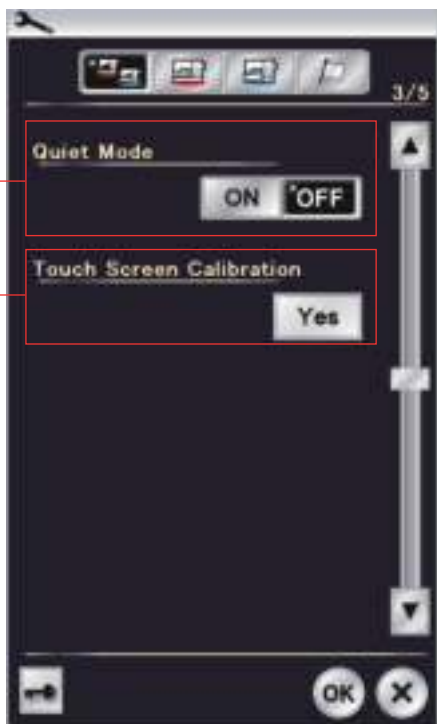 3/5
Quiet Mode
ON OFF
Touch Screen Calibration
Yes
OK